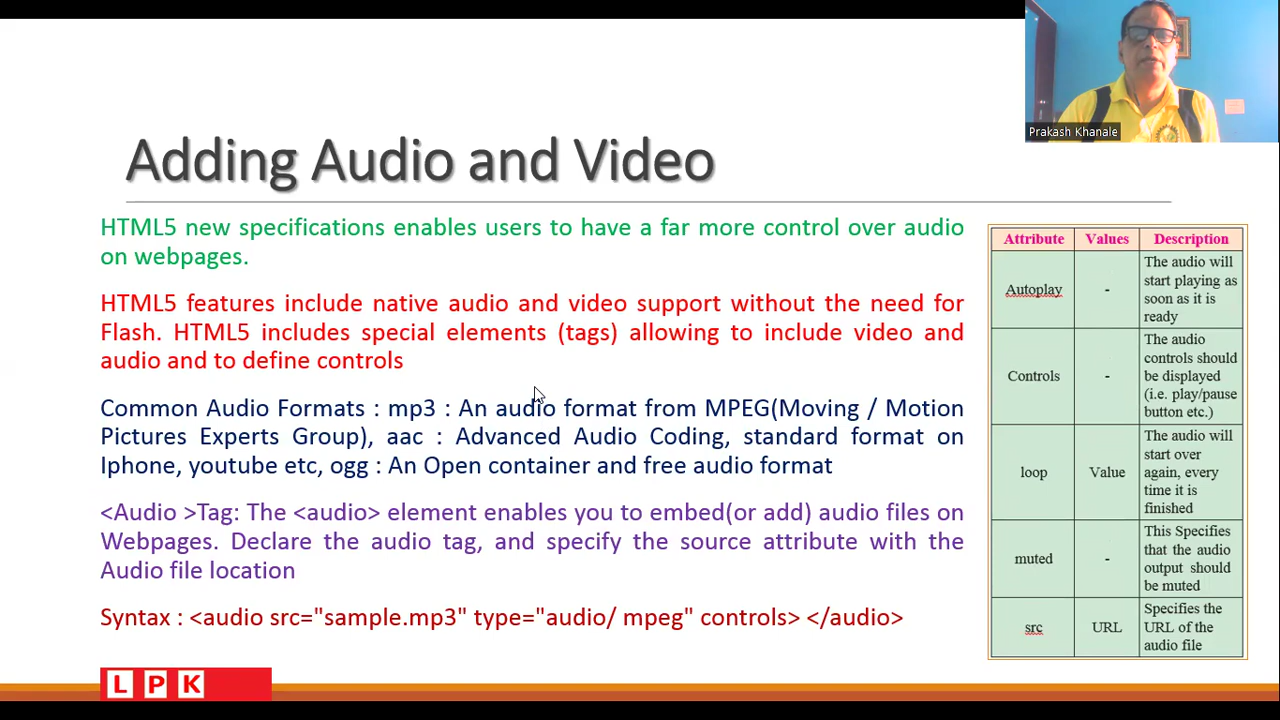 Prakash Khanale
Adding Audio and Video
HTML5 new specifications enables users to have a far more control over audio
on webpages.
HTML5 features include native audio and video support without the need for
Flash. HTML5 includes special elements (tags) allowing to include video and
audio and to define controls
Common Audio Formats : mp3 : An audio format from MPEG(Moving / Motion
Pictures Experts Group), aac : Advanced Audio Coding, standard format on
Iphone, youtube etc, ogg : An Open container and free audio format
<Audio >Tag: The <audio> element enables you to embed(or add) audio files on
Webpages. Declare the audio tag, and specify the source attribute with the
Audio file location
Syntax : <audio src="sample.mp3" type="audio/ mpeg" controls> </audio>
Attribute Values Description
Autoplay - The audio will
start playing as
soon as it is
ready
Controls - The audio
controls should
be displayed
(i.e. play/pause
button etc.)
loop Value The audio will
start over
again, every
time it is
finished
muted - This Specifies
that the audio
output should
be muted
src URL Specifies the
URL of the
audio file
LPK